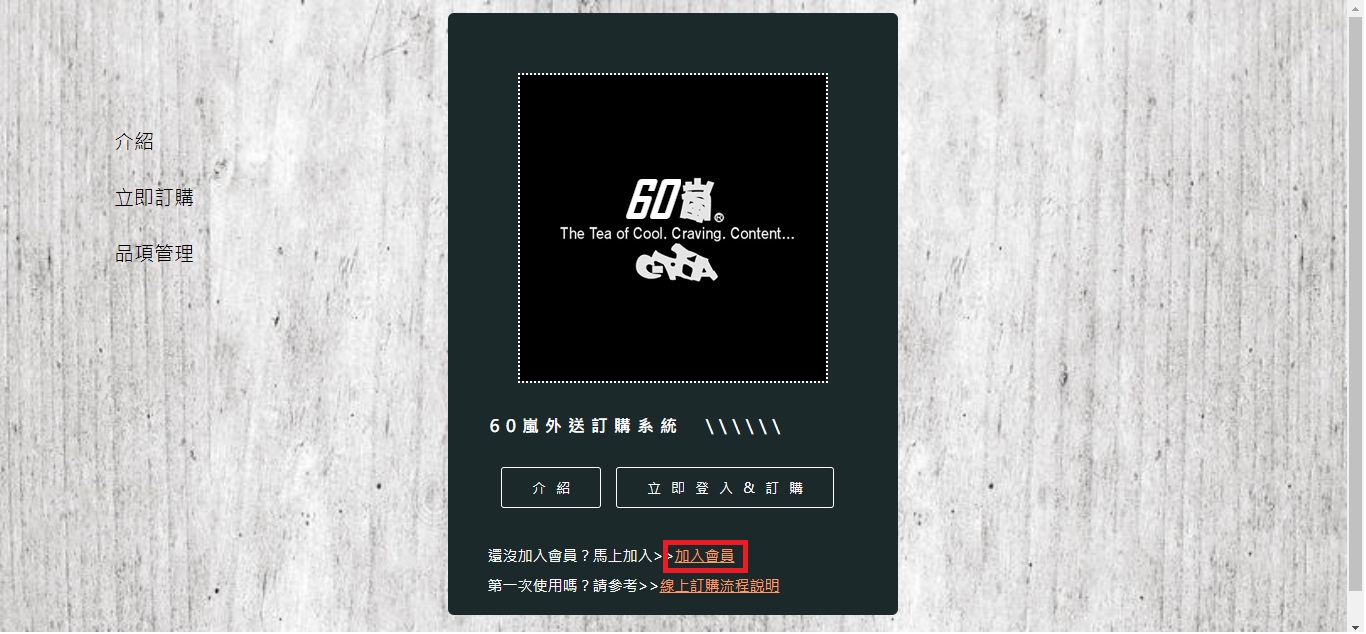 介紹
立即訂購
品項管理
60嵐®
The Tea of Cool. Craving. Content...
60嵐外送訂購系統 \\\\\\
介紹
立即登入&訂購
還沒加入會員？馬上加入>>加入會員
第一次使用嗎？請參考>>線上訂購流程說明